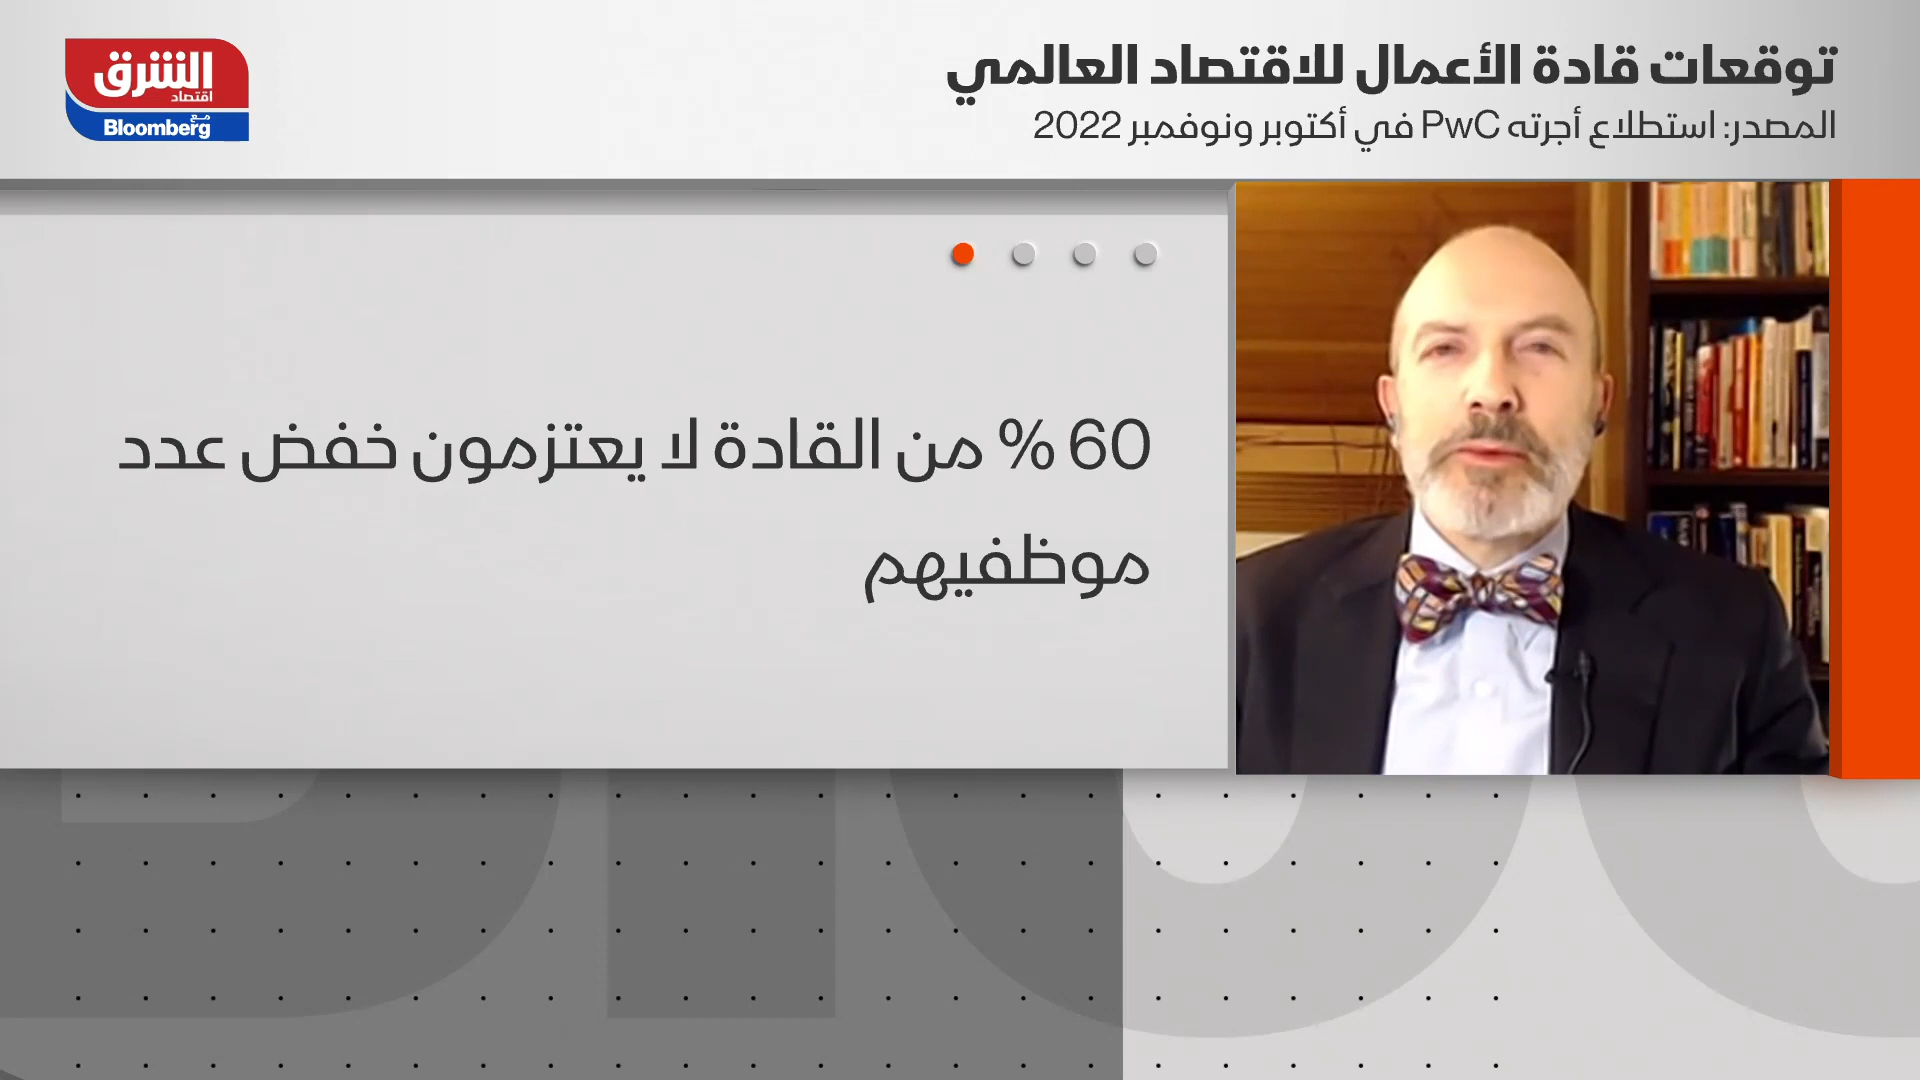 توقعات قادة الأعمال للاقتصاد العالمي
المصدر: استطلاع أجرته PwC في أكتوبر ونوفمبر 2022
الشرق
اقتصاد
مع
Bloomberg
60 % من القادة لا يعتزمون خفض عدد
موظفيهم